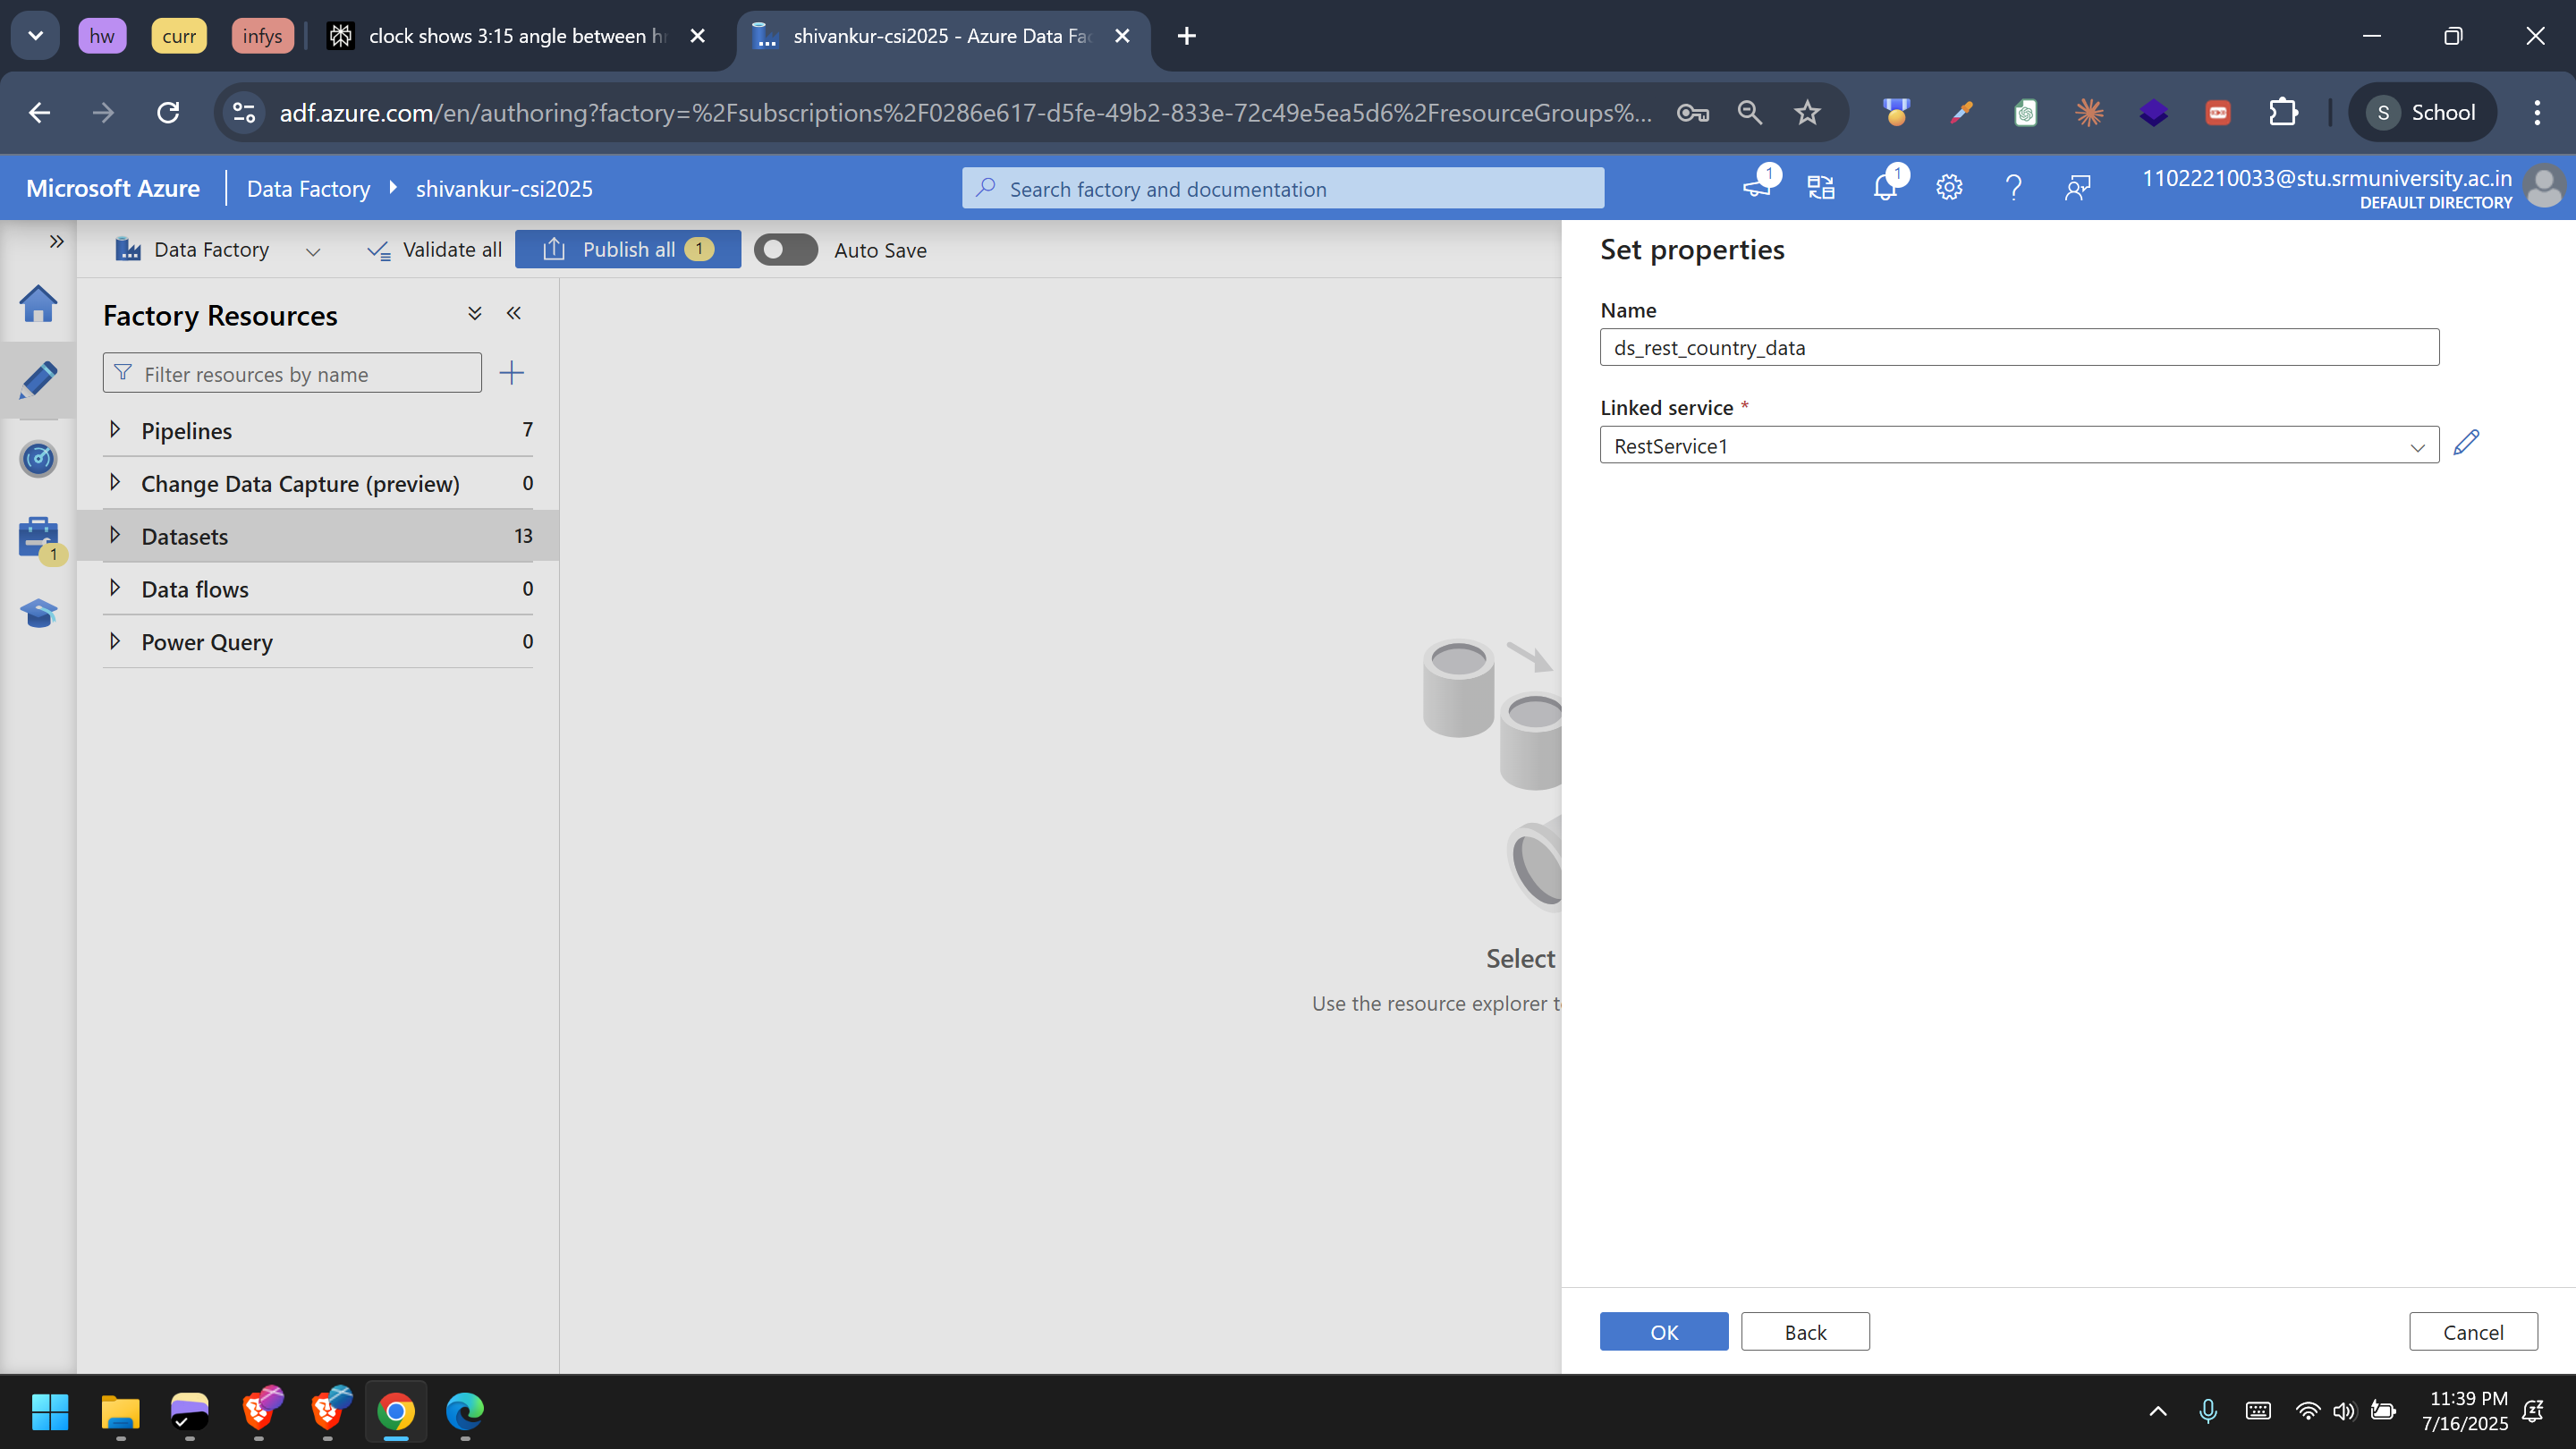 hw
curr
infys
clock shows 3:15 angle between hr
shivankur-csi2025 - Azure Data Fac
adf.azure.com/en/authoring?factory=%2Fsubscriptions%2F0286e617-d5fe-49b2-833e-72c49e5ea5d6%2FresourceGroups%...
S
School
Microsoft Azure
Data Factory
shivankur-csi2025
Search factory and documentation
1
1
11022210033@stu.srmuniversity.ac.in
DEFAULT DIRECTORY
Data Factory
Validate all
Publish all 1
Auto Save
Factory Resources
Filter resources by name
Pipelines 7
Change Data Capture (preview) 0
Datasets 13
Data flows 0
Power Query 0
1
Select
Use the resource explorer t
Set properties
Name
ds_rest_country_data
Linked service *
RestService1
OK
Back
Cancel
11:39 PM
7/16/2025